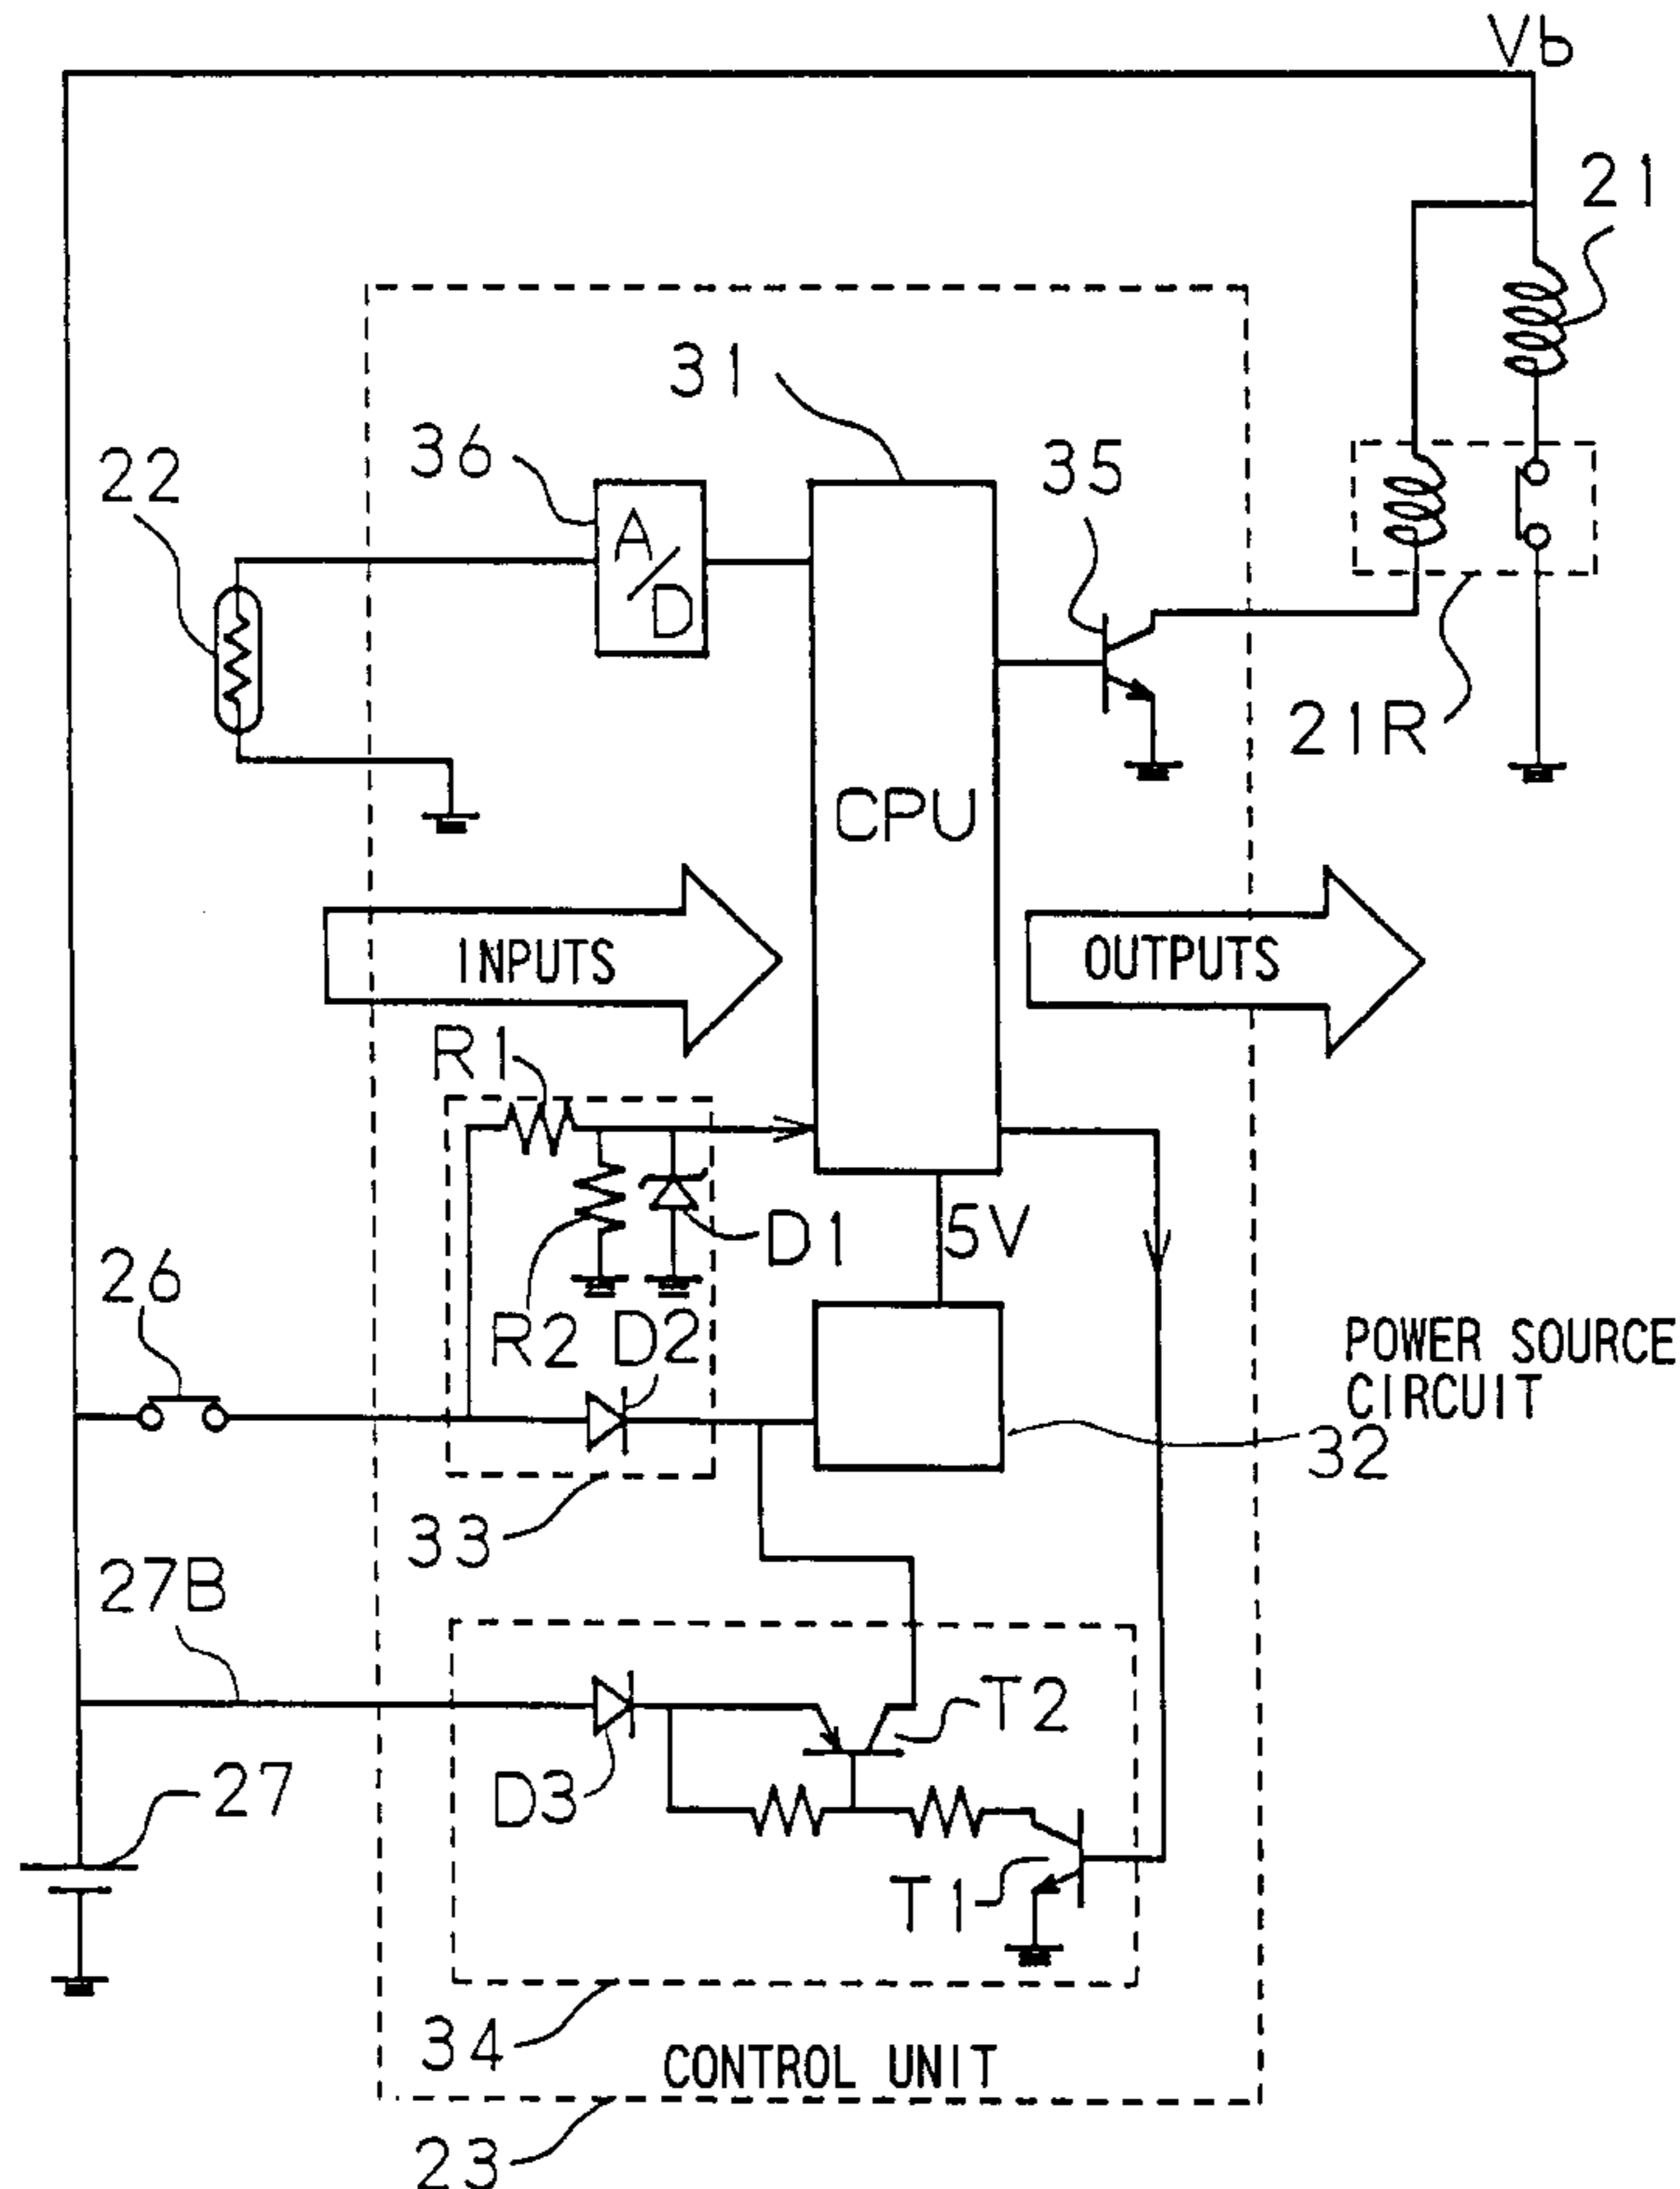 Vb
21
31
36
35
22
A/D
21R
CPU
INPUTS
OUTPUTS
R1
D1
5V
26
R2
D2
POWER SOURCE
CIRCUIT
32
33
27B
T2
D3
27
T1
34
CONTROL UNIT
23